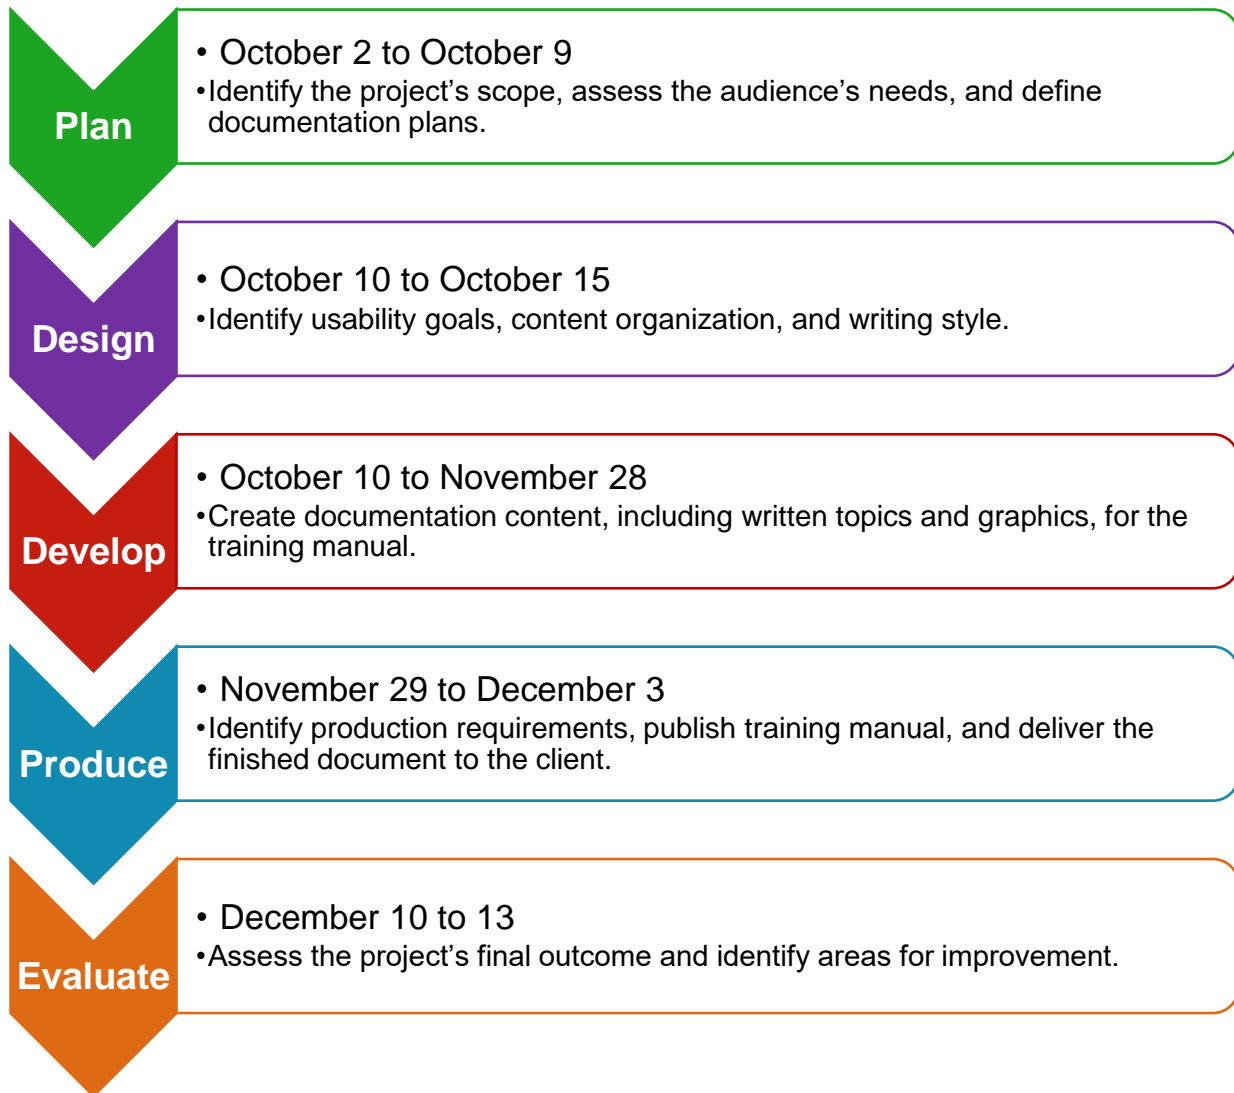 Plan
• October 2 to October 9
•Identify the project’s scope, assess the audience’s needs, and define
documentation plans.
Design
• October 10 to October 15
•Identify usability goals, content organization, and writing style.
Develop
• October 10 to November 28
•Create documentation content, including written topics and graphics, for the
training manual.
Produce
• November 29 to December 3
•Identify production requirements, publish training manual, and deliver the
finished document to the client.
Evaluate
• December 10 to 13
•Assess the project’s final outcome and identify areas for improvement.